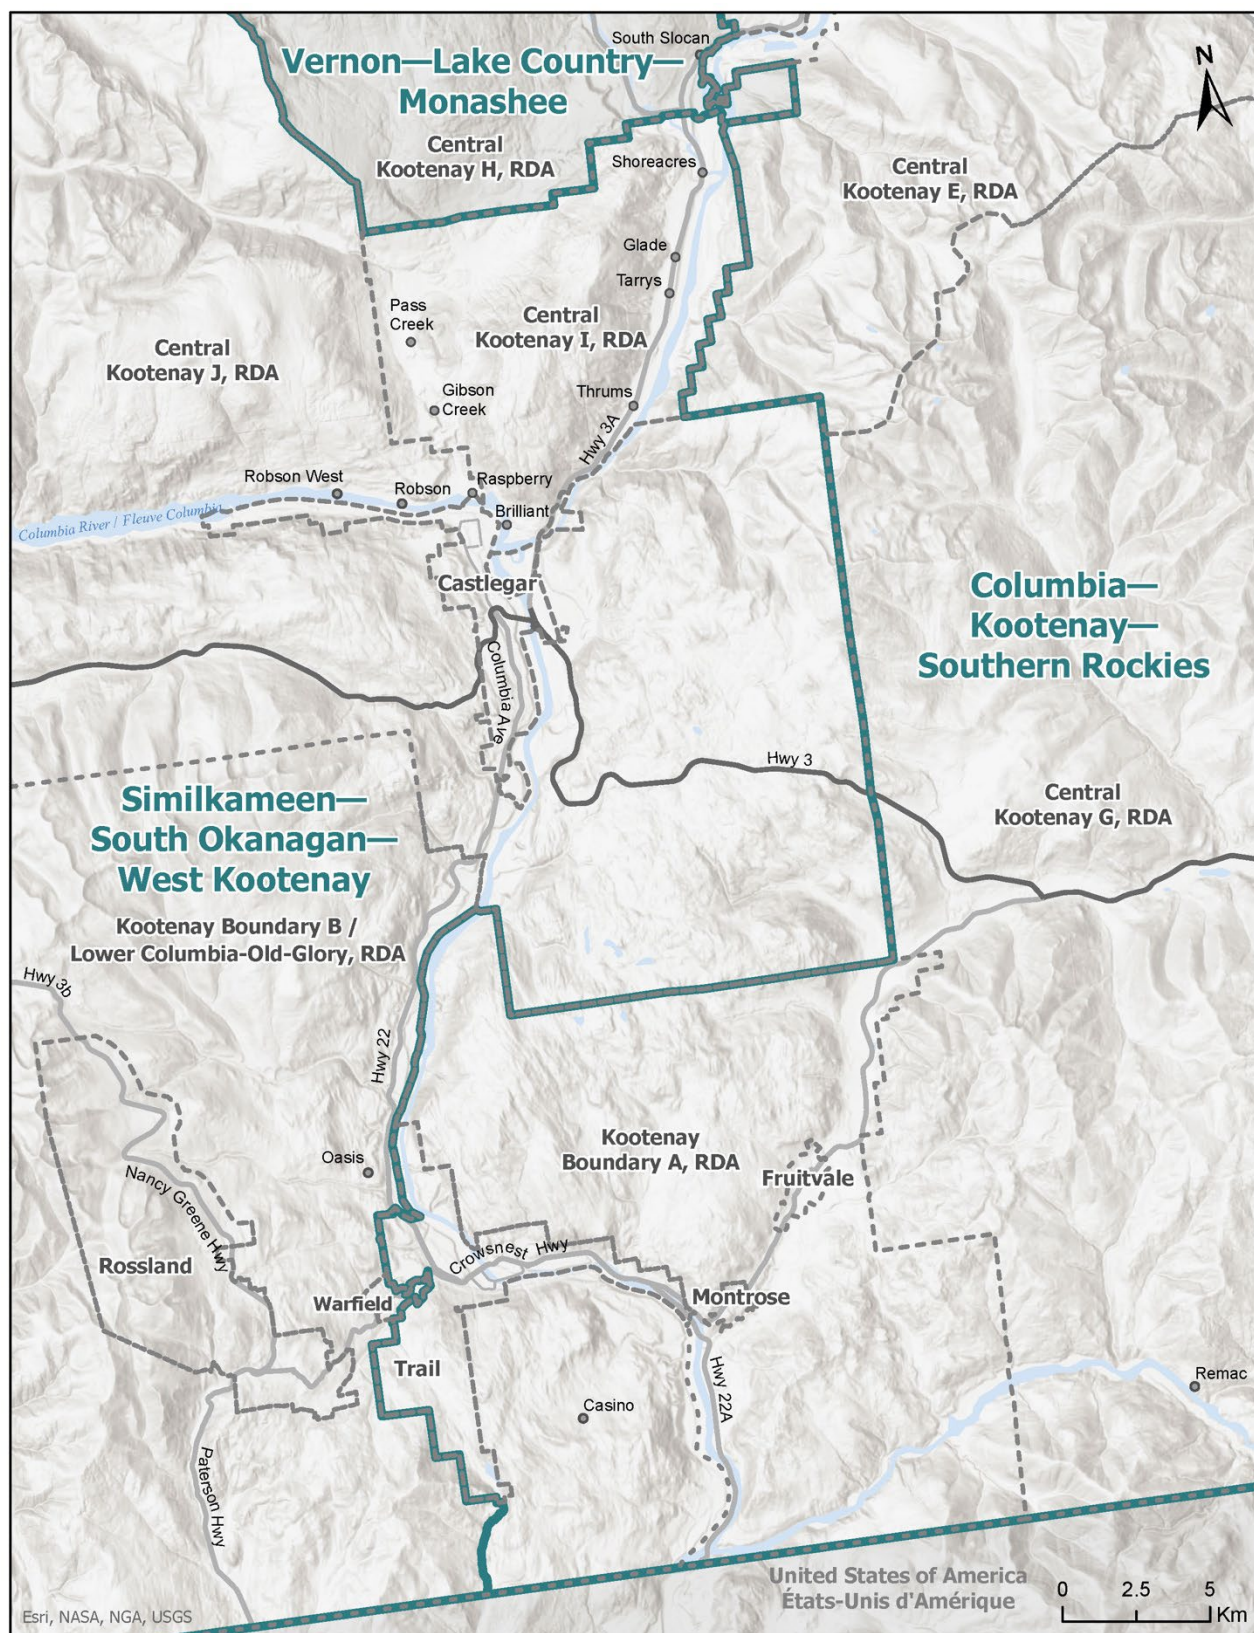 South Slocan
Vernon—Lake Country—
Monashee
N
Central
Kootenay H, RDA
Shoreacres
Central
Kootenay E, RDA
Glade
Tarrys
Pass
Creek
Central
Kootenay I, RDA
Central
Kootenay J, RDA
Gibson
Creek
Thrums
Hwy 3A
Robson West
Robson
Raspberry
Columbia River / Fleuve Columbia
Brilliant
Castlegar
Columbia—
Kootenay—
Southern Rockies
Columbia Ave
Hwy 3
Similkameen—
South Okanagan—
West Kootenay
Central
Kootenay G, RDA
Kootenay Boundary B /
Lower Columbia-Old-Glory, RDA
Hwy 3b
Hwy 22
Oasis
Kootenay
Boundary A, RDA
Fruitvale
Nancy Greene Hwy
Crowsnest Hwy
Rossland
Warfield
Montrose
Trail
Hwy 22A
Remac
Casino
Paterson Hwy
United States of America
États-Unis d'Amérique
0 2.5 5
Km
Esri, NASA, NGA, USGS